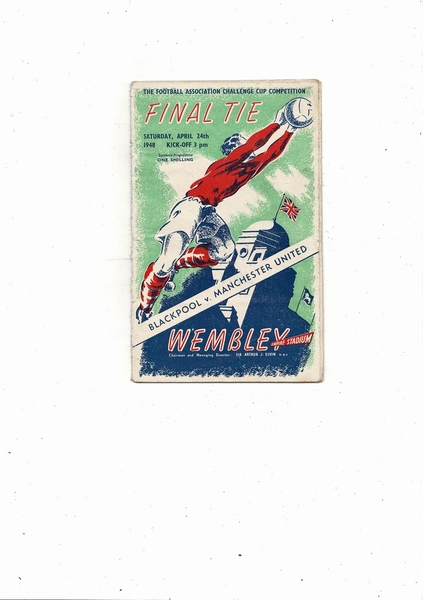 THE FOOTBALL ASSOCIATION CHALLENGE CUP COMPETITION
FINAL TIE
SATURDAY, APRIL 24th
1948 KICK-OFF 3 pm
Souvenir Programme
ONE SHILLING
BLACKPOOL v. MANCHESTER UNITED
WEMBLEY
EMPIRE STADIUM
Chairman and Managing Director: SIR ARTHUR J. ELVIN M.B.E.